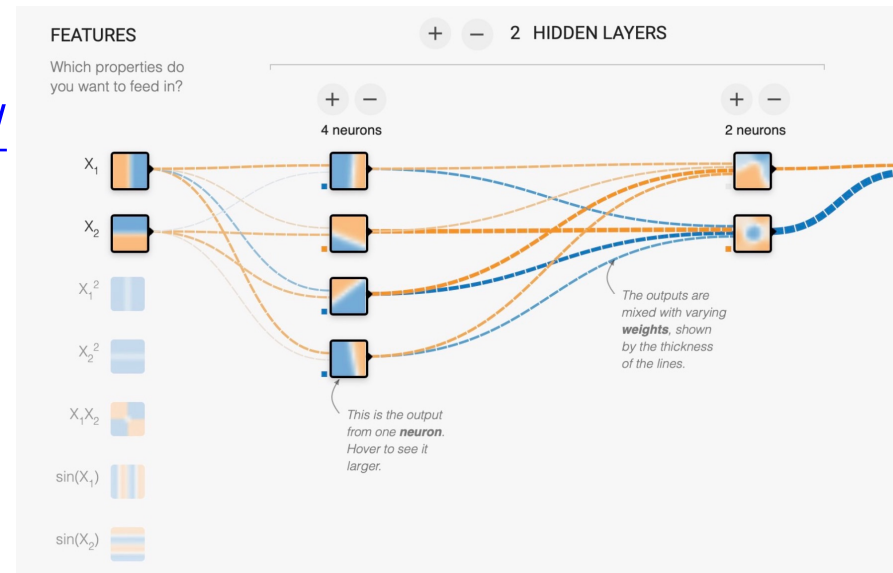 FEATURES
Which properties do
you want to feed in?
+ − 2 HIDDEN LAYERS
+ −
4 neurons
+ −
2 neurons
X₁
X₂
X₁²
X₂²
X₁X₂
sin(X₁)
sin(X₂)
The outputs are
mixed with varying
weights, shown
by the thickness
of the lines.
This is the output
from one neuron.
Hover to see it
larger.